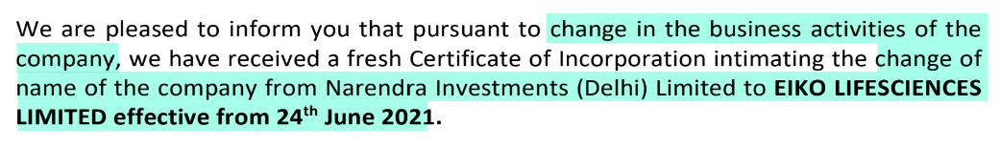 We are pleased to inform you that pursuant to change in the business activities of the
company, we have received a fresh Certificate of Incorporation intimating the change of
name of the company from Narendra Investments (Delhi) Limited to EIKO LIFESCIENCES
LIMITED effective from 24th June 2021.